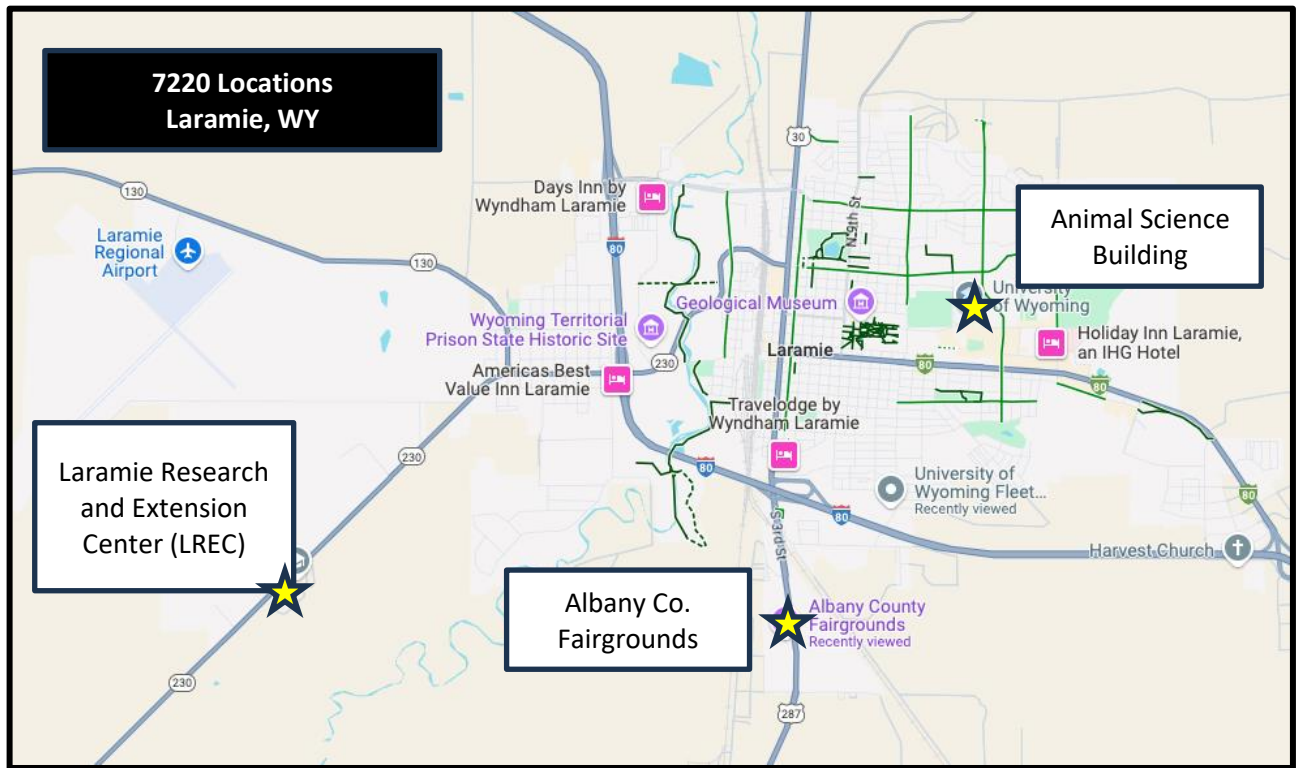 7220 Locations
Laramie, WY
30
130
Days Inn by
Wyndham Laramie
N 9th St
Animal Science
Building
Laramie
Regional
Airport
80
130
Geological Museum
University
of Wyoming
Wyoming Territorial
Prison State Historic Site
230
Laramie
Holiday Inn Laramie,
an IHG Hotel
80
80
Americas Best
Value Inn Laramie
Travelodge by
Wyndham Laramie
230
80
University of
Wyoming Fleet...
Recently viewed
80
Laramie Research
and Extension
Center (LREC)
S 3rd St
80
Harvest Church
Albany Co.
Fairgrounds
Albany County
Fairgrounds
Recently viewed
230
287